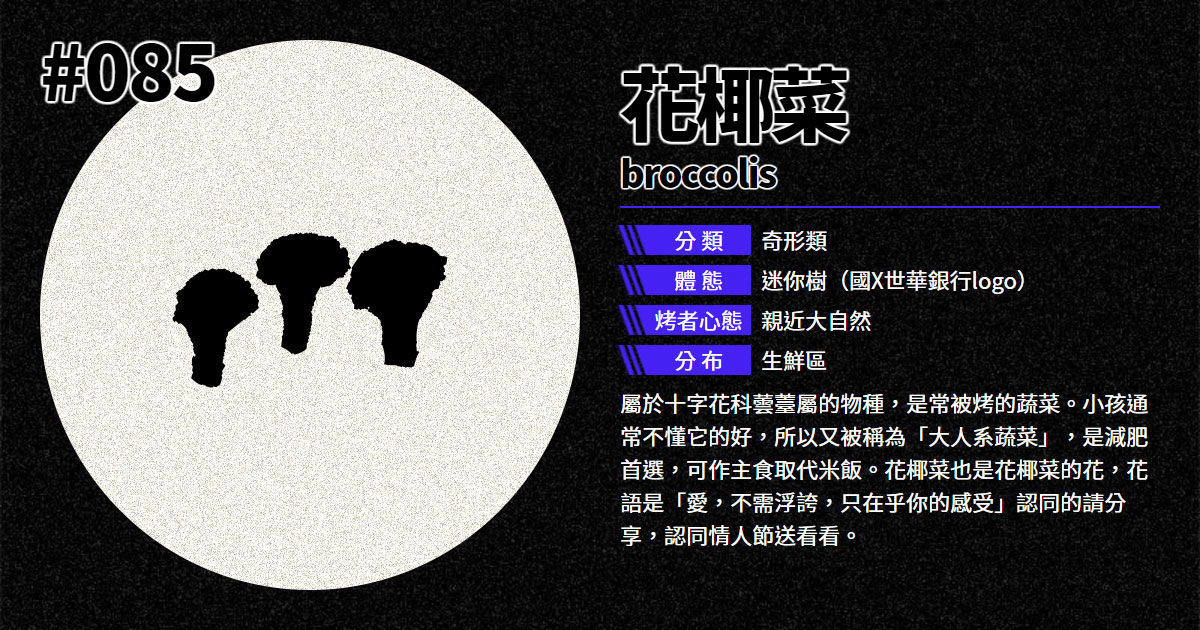 #085
花椰菜
broccolis
分類 奇形類
體態 迷你樹（國X世華銀行logo）
烤者心態 親近大自然
分布 生鮮區
屬於十字花科蕓薹屬的物種，是常被烤的蔬菜。小孩通
常不懂它的好，所以又被稱為「大人系蔬菜」，是減肥
首選，可作主食取代米飯。花椰菜也是花椰菜的花，花
語是「愛，不需浮誇，只在乎你的感受」認同的請分
享，認同情人節送看看。